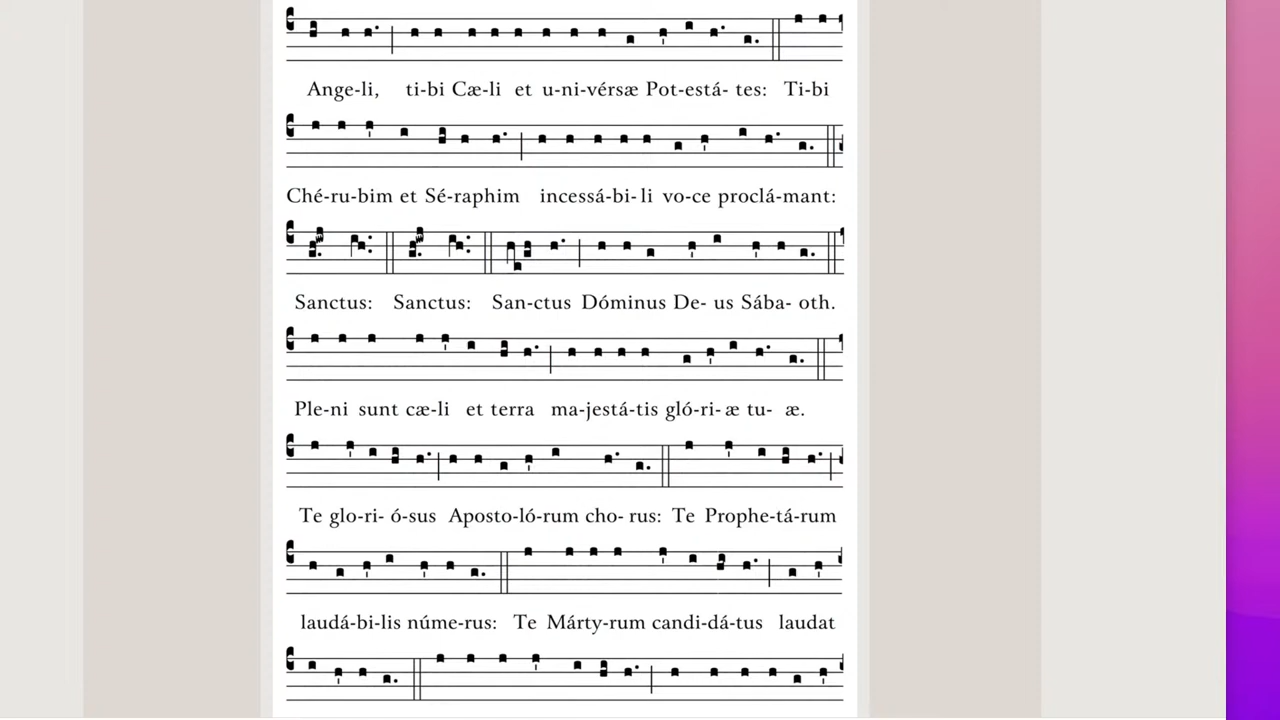 Ange-li, ti-bi Cæ-li et u-ni-vérsæ Pot-está- tes: Ti-bi
Ché-ru-bim et Sé-raphim incessá-bi-li vo-ce proclá-mant:
Sanctus: Sanctus: San-ctus Dóminus De- us Sába- oth.
Ple-ni sunt cæ-li et terra ma-jestá-tis gló-ri- æ tu- æ.
Te glo-ri- ó-sus Aposto-ló-rum cho- rus: Te Prophe-tá-rum
laudá-bi-lis núme-rus: Te Márty-rum candi-dá-tus laudat